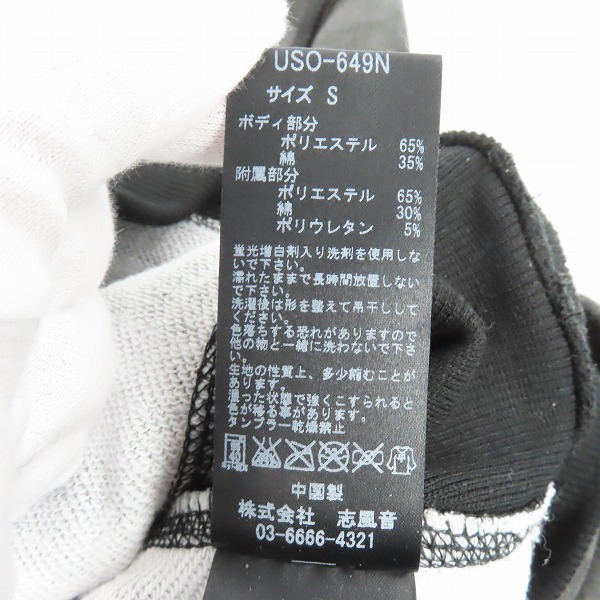 USO-649N
サイズ S
ボディ部分
ポリエステル 65%
綿 35%
附属部分
ポリエステル 65%
綿 30%
ポリウレタン 5%
蛍光増白剤入り洗剤を使用しな
いで下さい。
濡れたままで長時間放置しない
で下さい。
洗濯後は形を整えて吊干しして
ください。
色落ちする恐れがありますので
他の物と一緒に洗わないで下さ
い。
生地の性質上、多少縮むことが
あります。
湿った状態で強くこすられると
色が移る事があります。
タンブラー乾燥禁止
中国製
株式会社 志風音
03-6666-4321